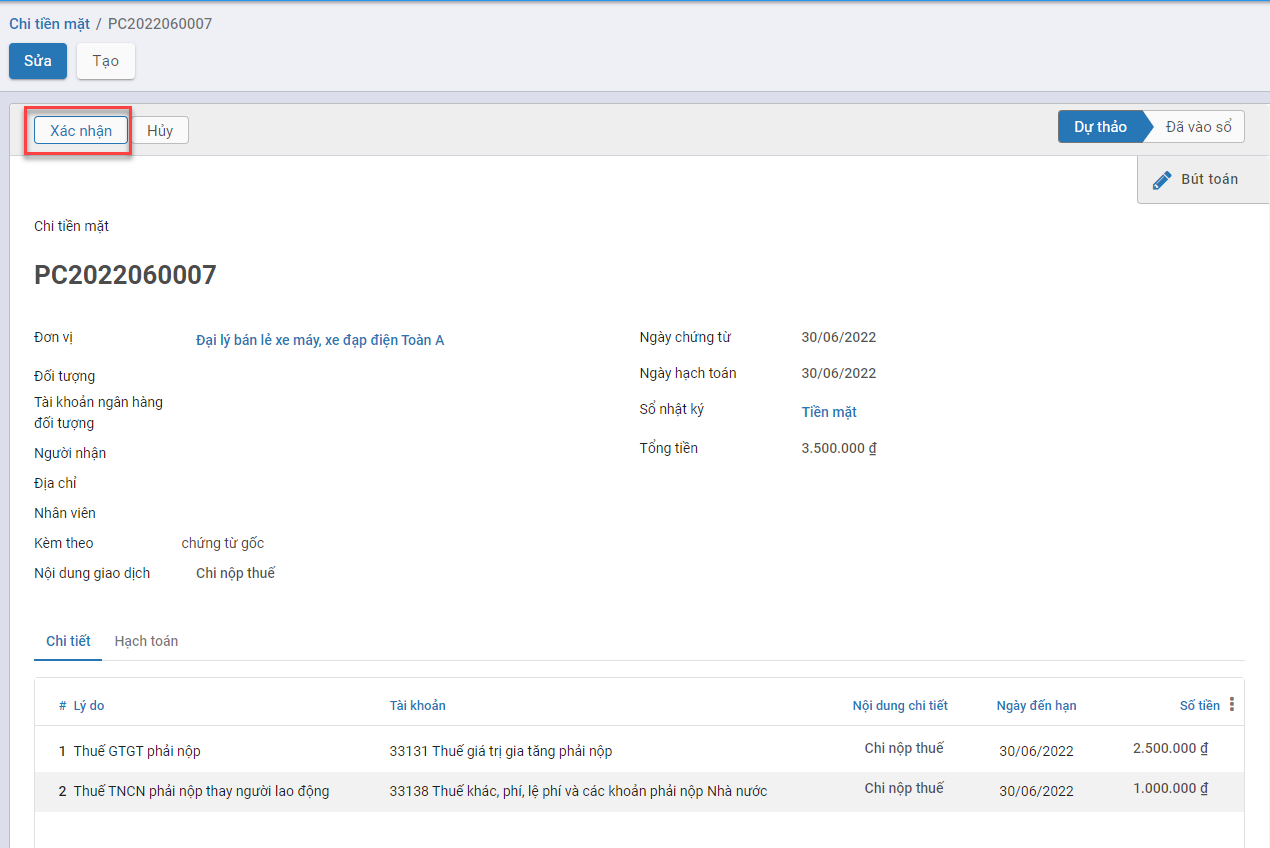 Chi tiền mặt / PC2022060007
Sửa Tạo
Xác nhận Hủy Dự thảo Đã vào sổ
Bút toán
Chi tiền mặt
PC2022060007
Đơn vị Đại lý bán lẻ xe máy, xe đạp điện Toàn A Ngày chứng từ 30/06/2022
Đối tượng Ngày hạch toán 30/06/2022
Tài khoản ngân hàng
đối tượng Sổ nhật ký Tiền mặt
Người nhận Tổng tiền 3.500.000 ₫
Địa chỉ
Nhân viên
Kèm theo chứng từ gốc
Nội dung giao dịch Chi nộp thuế
Chi tiết Hạch toán
# Lý do Tài khoản Nội dung chi tiết Ngày đến hạn Số tiền
1 Thuế GTGT phải nộp 33131 Thuế giá trị gia tăng phải nộp Chi nộp thuế 30/06/2022 2.500.000 ₫
2 Thuế TNCN phải nộp thay người lao động 33138 Thuế khác, phí, lệ phí và các khoản phải nộp Nhà nước Chi nộp thuế 30/06/2022 1.000.000 ₫